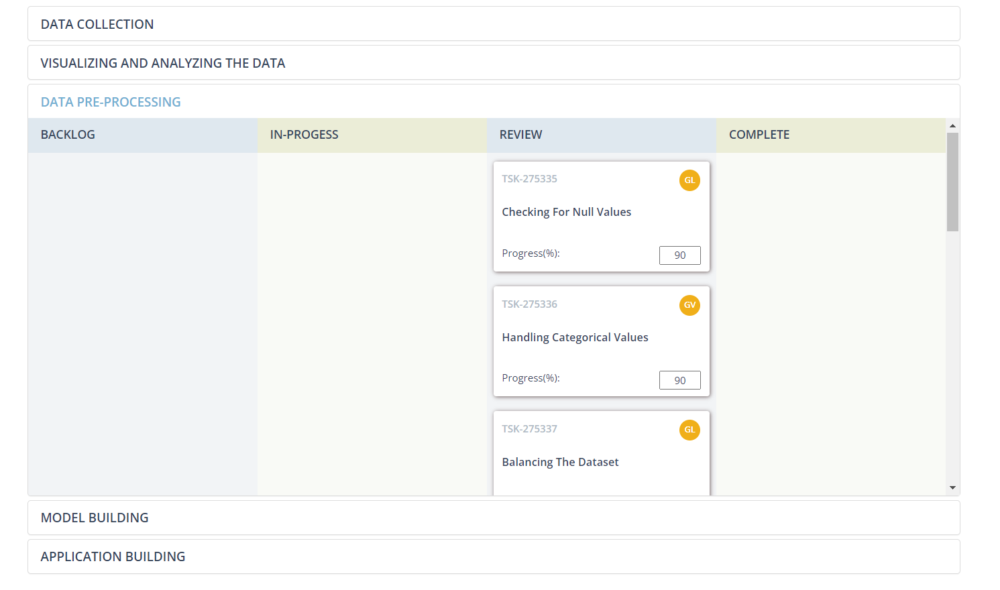 DATA COLLECTION
VISUALIZING AND ANALYZING THE DATA
DATA PRE-PROCESSING
BACKLOG
IN-PROGESS
REVIEW
COMPLETE
TSK-275335
GL
Checking For Null Values
Progress(%):
90
TSK-275336
GV
Handling Categorical Values
Progress(%):
90
TSK-275337
GL
Balancing The Dataset
MODEL BUILDING
APPLICATION BUILDING